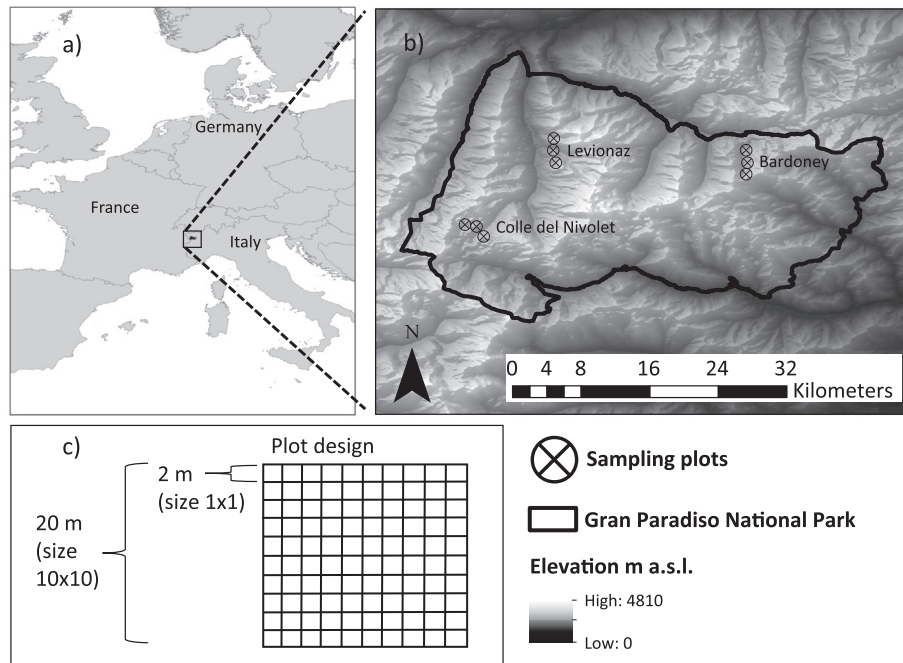 a)
Germany
France
Italy
b)
Levionaz
Bardoney
Colle del Nivolet
N
0 4 8 16 24 32
Kilometers
c)
Plot design
2 m
(size 1x1)
20 m
(size
10x10)
Sampling plots
Gran Paradiso National Park
Elevation m a.s.l.
High: 4810
Low: 0